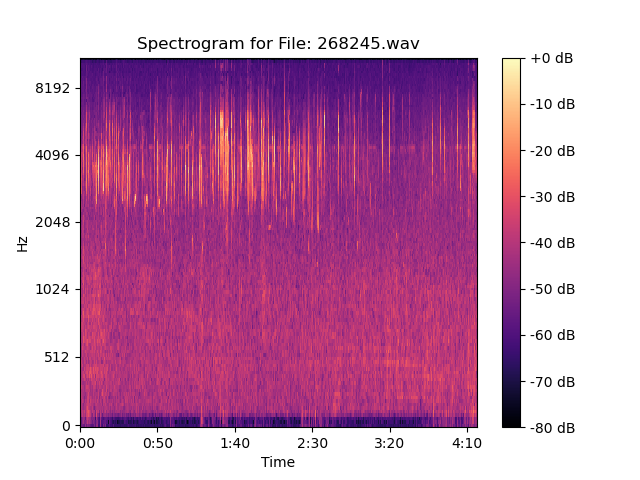 Spectrogram for File: 268245.wav
8192
4096
2048
1024
512
0
Hz
0:00
0:50
1:40
2:30
3:20
4:10
Time
+0 dB
-10 dB
-20 dB
-30 dB
-40 dB
-50 dB
-60 dB
-70 dB
-80 dB